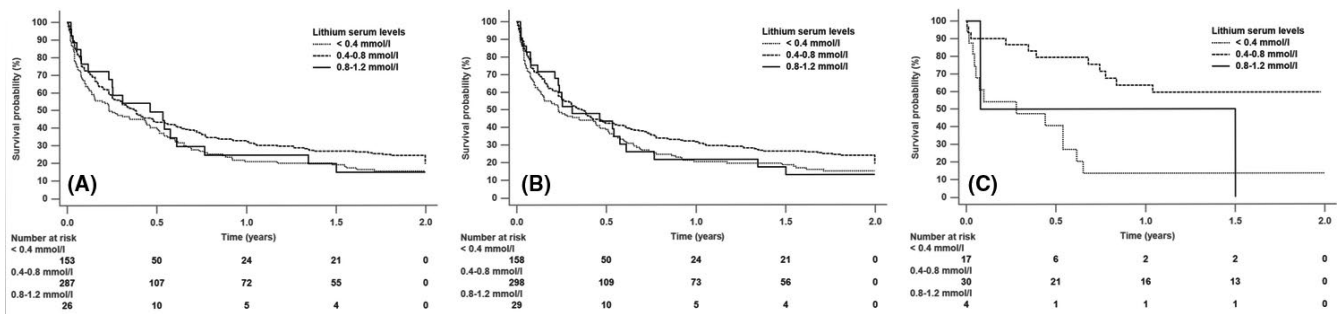 Lithium serum levels
< 0.4 mmol/l
0.4-0.8 mmol/l
0.8-1.2 mmol/l
Survival probability (%)
100
90
80
70
60
50
40
30
20
10
0
(A)
0.0 0.5 1.0 1.5 2.0
Time (years)
Number at risk
< 0.4 mmol/l
153 50 24 21 0
0.4-0.8 mmol/l
287 107 72 55 0
0.8-1.2 mmol/l
26 10 5 4 0
Lithium serum levels
< 0.4 mmol/l
0.4-0.8 mmol/l
0.8-1.2 mmol/l
Survival probability (%)
100
90
80
70
60
50
40
30
20
10
0
(B)
0.0 0.5 1.0 1.5 2.0
Time (years)
Number at risk
< 0.4 mmol/l
158 50 24 21 0
0.4-0.8 mmol/l
298 109 73 56 0
0.8-1.2 mmol/l
29 10 5 4 0
Lithium serum levels
< 0.4 mmol/l
0.4-0.8 mmol/l
0.8-1.2 mmol/l
Survival probability (%)
100
90
80
70
60
50
40
30
20
10
0
(C)
0.0 0.5 1.0 1.5 2.0
Time (years)
Number at risk
< 0.4 mmol/l
17 6 2 2 0
0.4-0.8 mmol/l
30 21 16 13 0
0.8-1.2 mmol/l
4 1 1 1 0